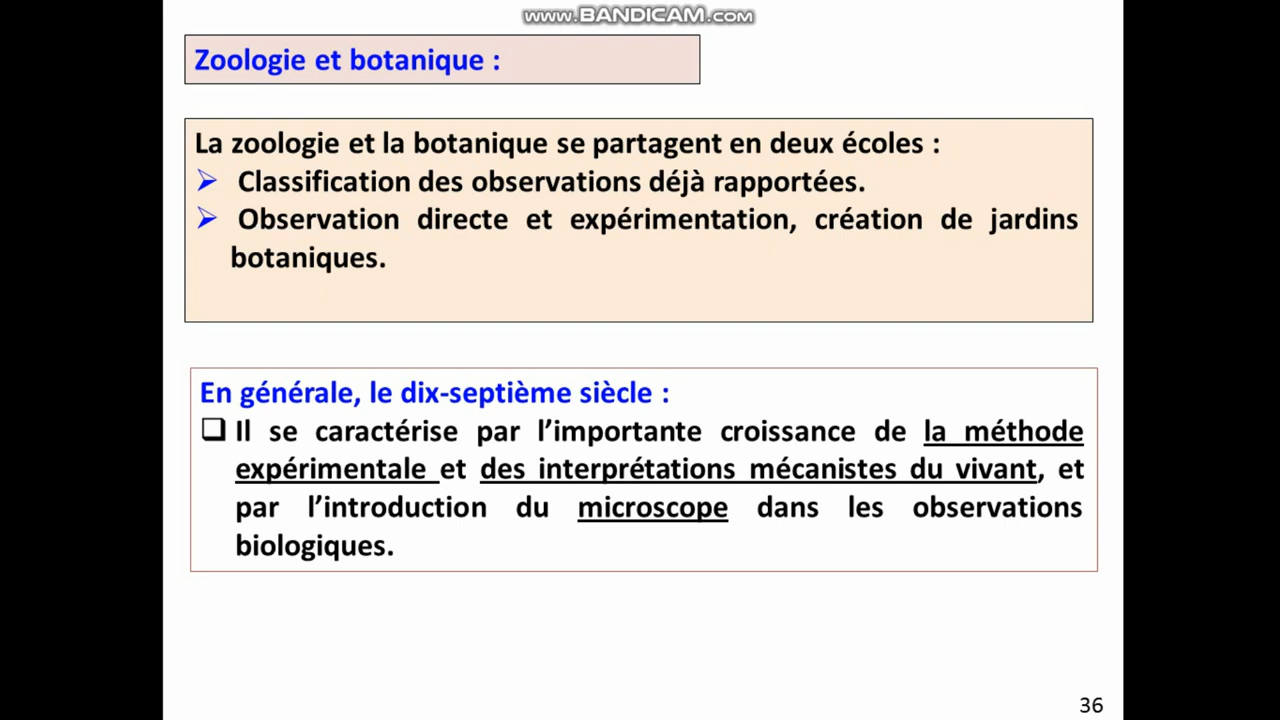 www.BANDICAM.com
Zoologie et botanique :
La zoologie et la botanique se partagent en deux écoles :
➢ Classification des observations déjà rapportées.
➢ Observation directe et expérimentation, création de jardins
botaniques.
En générale, le dix-septième siècle :
❑ Il se caractérise par l’importante croissance de la méthode
expérimentale et des interprétations mécanistes du vivant, et
par l’introduction du microscope dans les observations
biologiques.
36